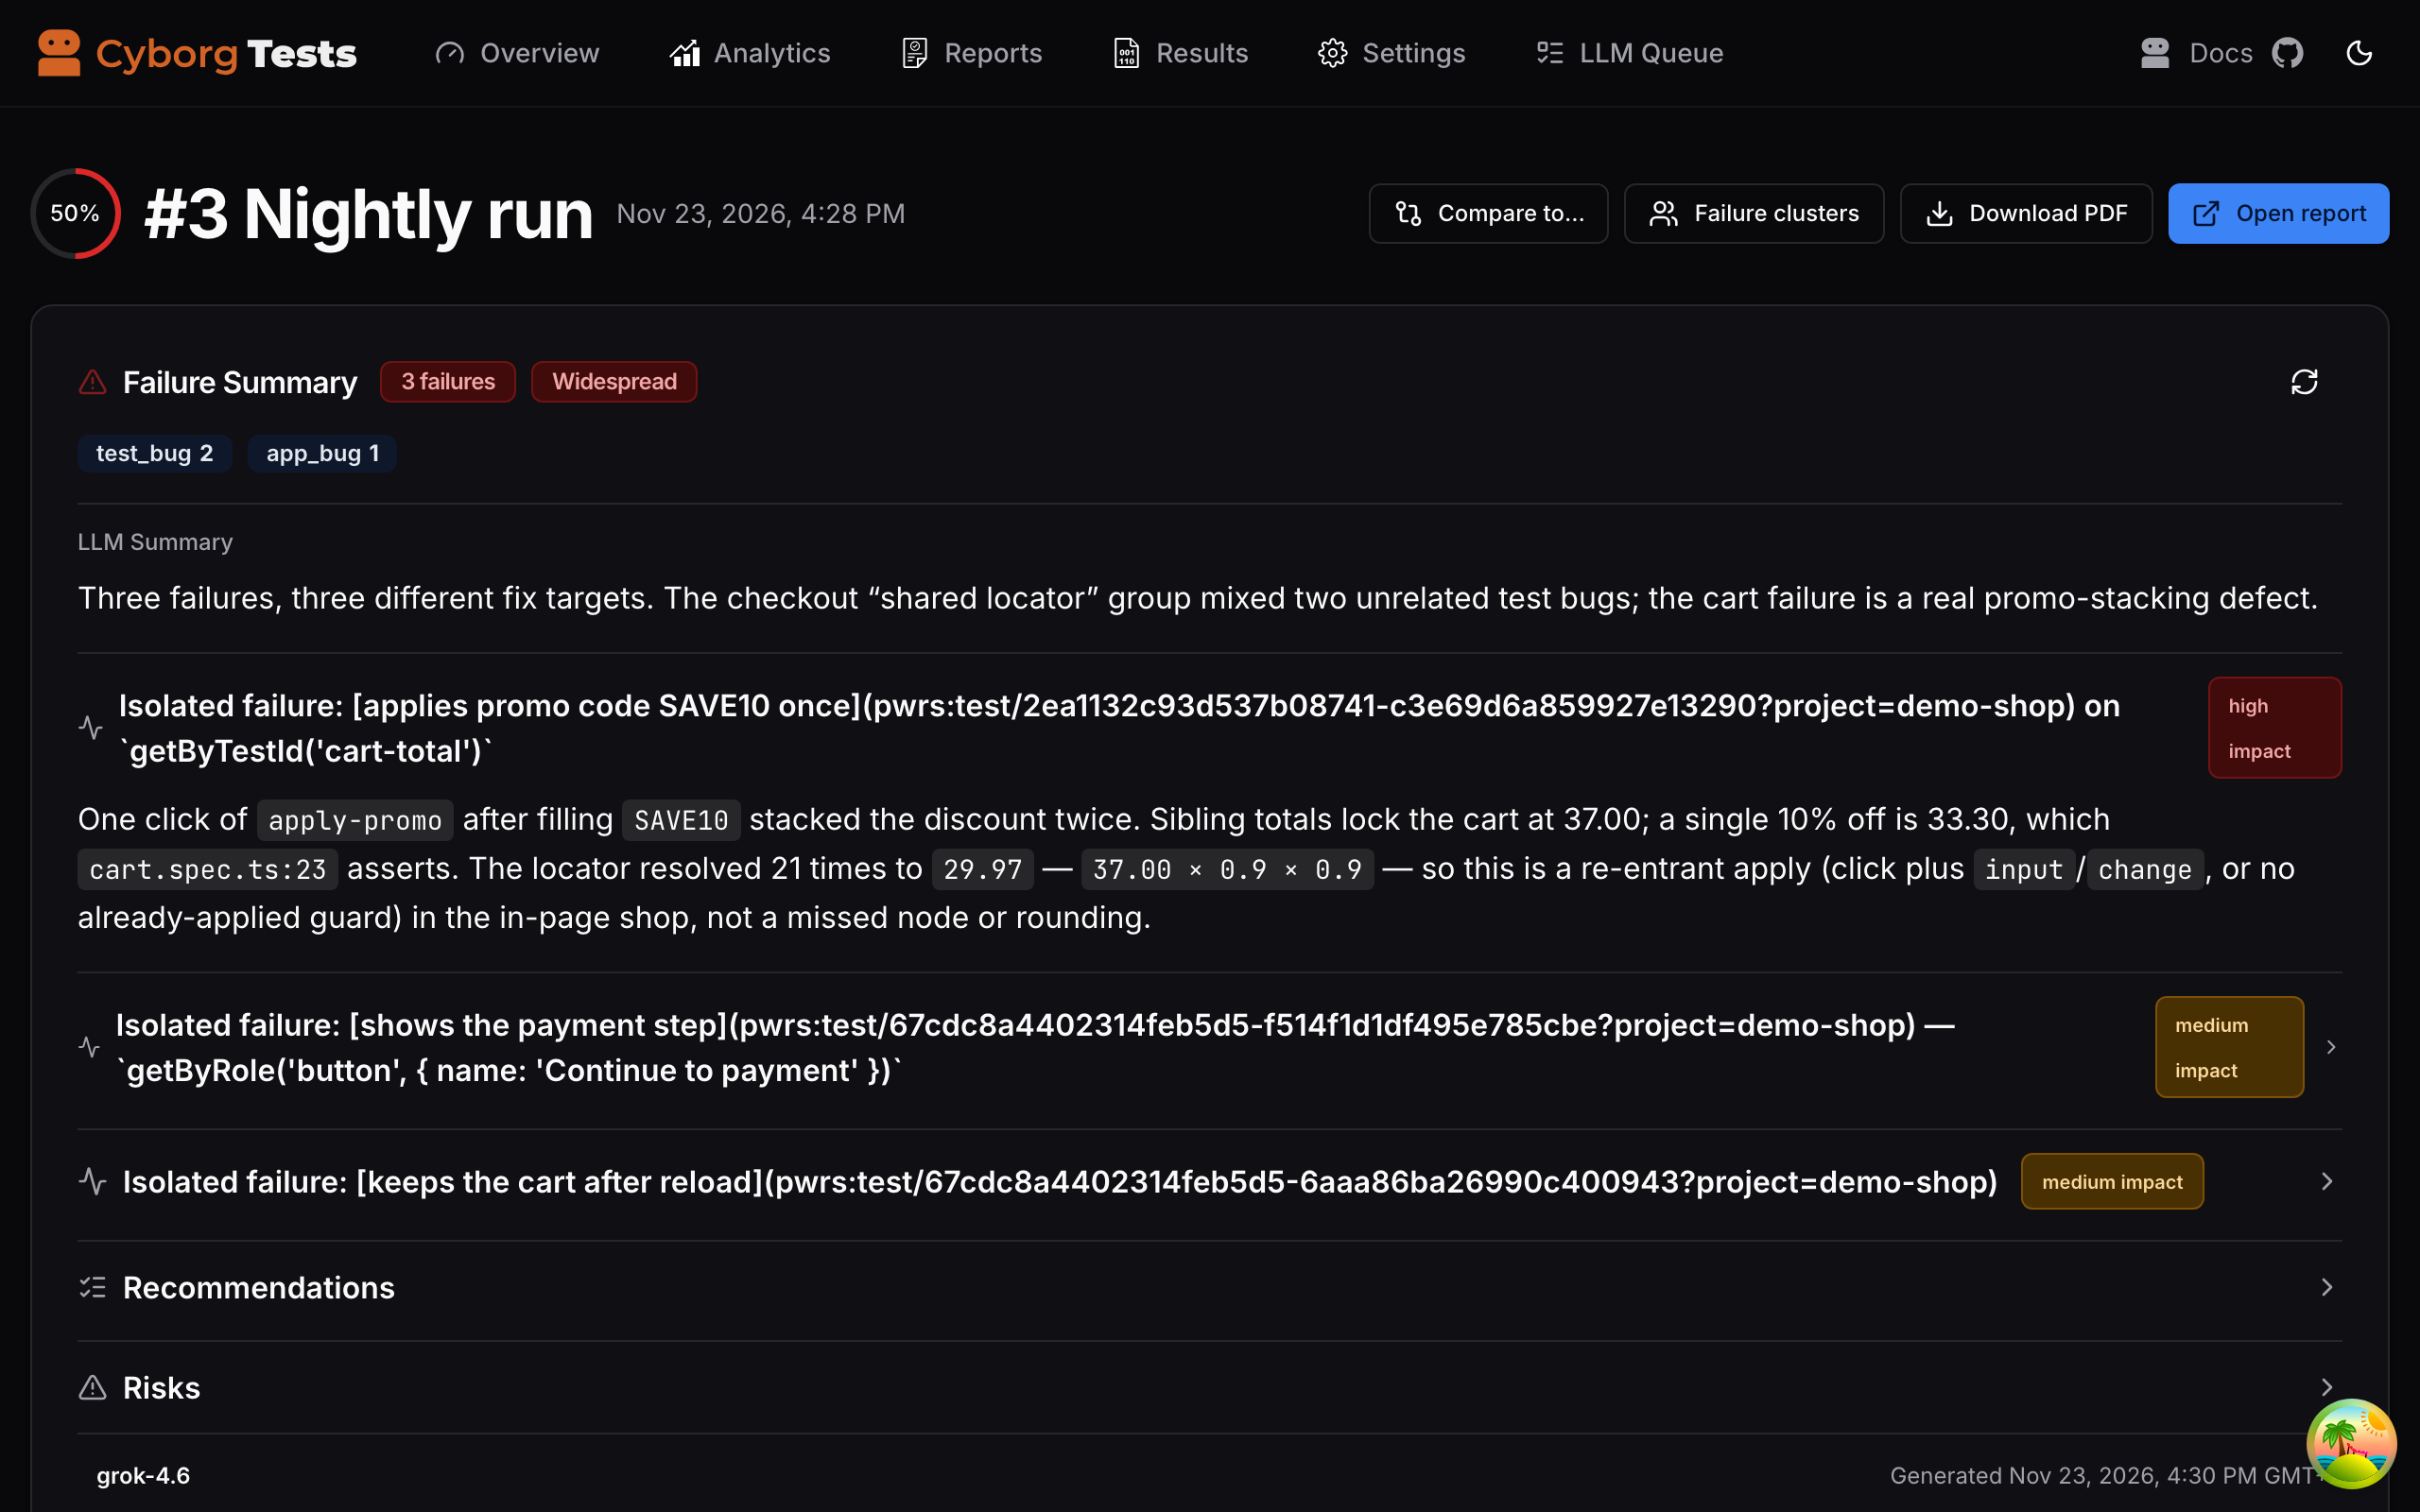 Cyborg Tests
Overview
Analytics
Reports
Results
Settings
LLM Queue
Docs
50%
#3 Nightly run
Nov 23, 2026, 4:28 PM
Compare to...
Failure clusters
Download PDF
Open report
Failure Summary
3 failures
Widespread
test_bug 2
app_bug 1
LLM Summary
Three failures, three different fix targets. The checkout “shared locator” group mixed two unrelated test bugs; the cart failure is a real promo-stacking defect.
Isolated failure: [applies promo code SAVE10 once](pwrs:test/2ea1132c93d537b08741-c3e69d6a859927e13290?project=demo-shop) on
`getByTestId('cart-total')`
high
impact
One click of apply-promo after filling SAVE10 stacked the discount twice. Sibling totals lock the cart at 37.00; a single 10% off is 33.30, which
cart.spec.ts:23 asserts. The locator resolved 21 times to 29.97 — 37.00 × 0.9 × 0.9 — so this is a re-entrant apply (click plus input/change, or no
already-applied guard) in the in-page shop, not a missed node or rounding.
Isolated failure: [shows the payment step](pwrs:test/67cdc8a4402314feb5d5-f514f1d1df495e785cbe?project=demo-shop) —
`getByRole('button', { name: 'Continue to payment' })`
medium
impact
Isolated failure: [keeps the cart after reload](pwrs:test/67cdc8a4402314feb5d5-6aaa86ba26990c400943?project=demo-shop)
medium impact
Recommendations
Risks
grok-4.6
Generated Nov 23, 2026, 4:30 PM GMT